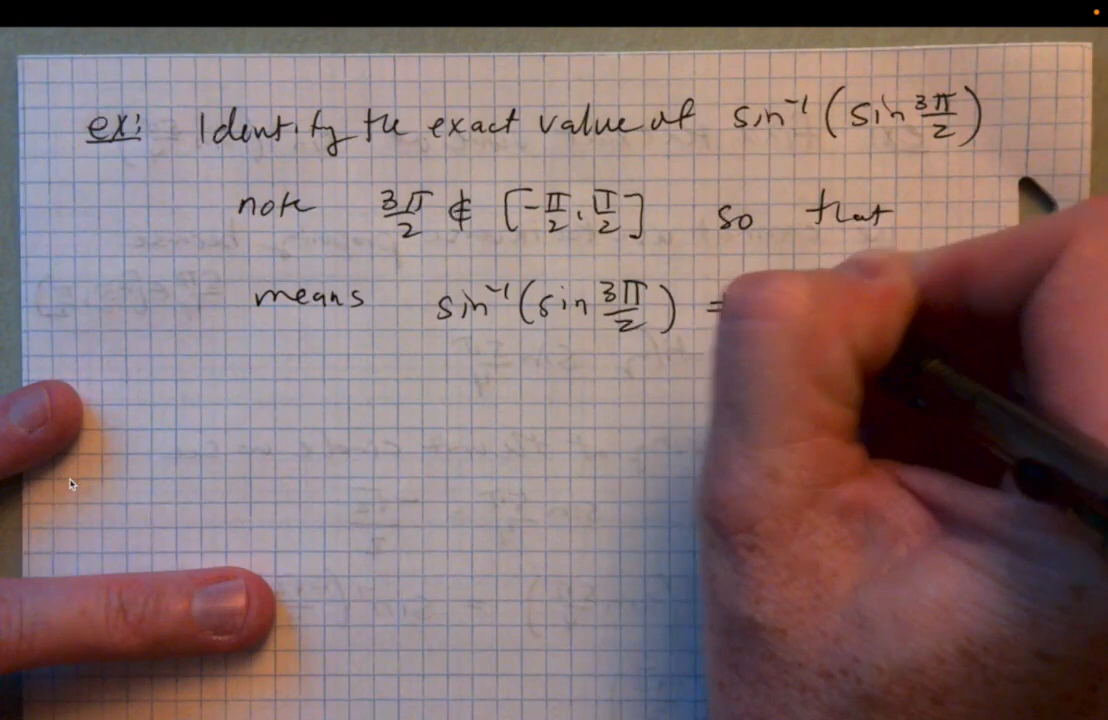 ex: Identify the exact value of sin⁻¹(sin 3π/2)
note 3π/2 ∉ [-π/2, π/2] so that
means sin⁻¹(sin 3π/2) =